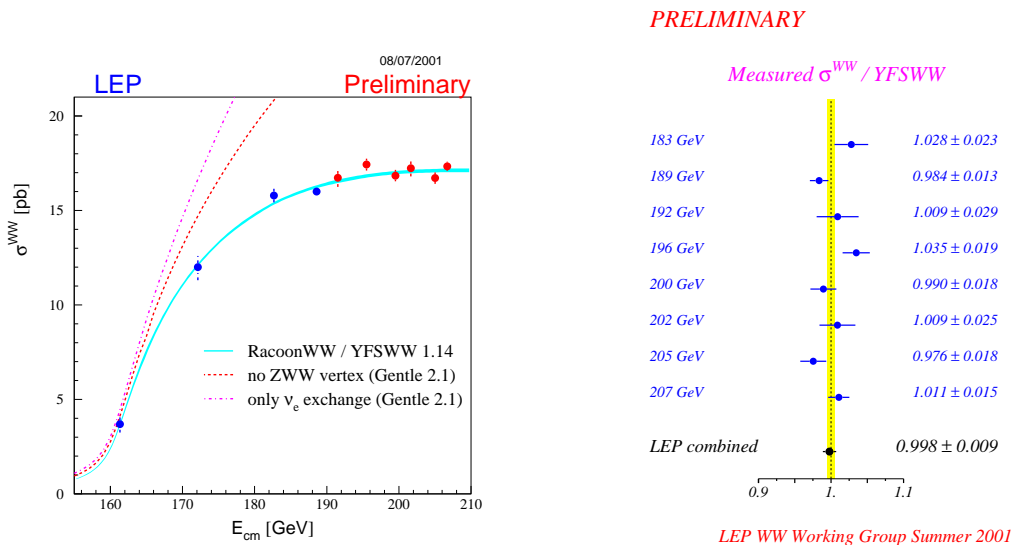 08/07/2001
LEP Preliminary
20
15
10
5
0
σ^WW [pb]
RacoonWW / YFSWW 1.14
no ZWW vertex (Gentle 2.1)
only ν_e exchange (Gentle 2.1)
160 170 180 190 200 210
E_cm [GeV]
PRELIMINARY
Measured σ^WW / YFSWW
183 GeV 1.028 ± 0.023
189 GeV 0.984 ± 0.013
192 GeV 1.009 ± 0.029
196 GeV 1.035 ± 0.019
200 GeV 0.990 ± 0.018
202 GeV 1.009 ± 0.025
205 GeV 0.976 ± 0.018
207 GeV 1.011 ± 0.015
LEP combined 0.998 ± 0.009
0.9 1. 1.1
LEP WW Working Group Summer 2001